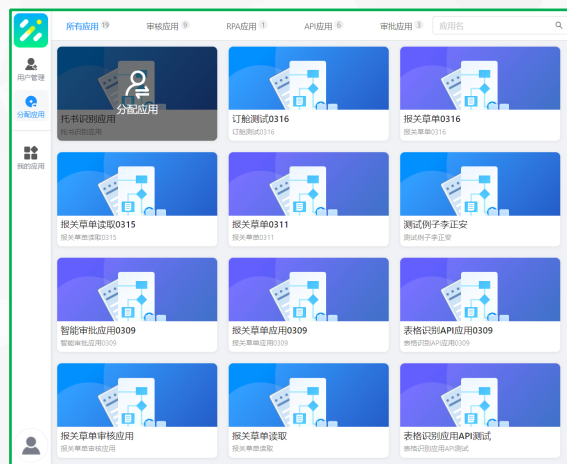 所有应用 19 审核应用 9 RPA应用 1 API应用 6 审批应用 3 应用名
用户管理
分配应用
我的应用
分配应用
托书识别应用
托书识别应用
订舱测试0316
订舱测试0316
报关草单0316
报关草单0316
报关草单读取0315
报关草单读取0315
报关草单0311
报关草单0311
测试例子李正安
测试例子李正安
智能审批应用0309
智能审批应用0309
报关草单应用0309
报关草单应用0309
表格识别API应用0309
表格识别API应用0309
报关草单审核应用
报关草单审核应用
报关草单读取
报关草单读取
表格识别应用API测试
表格识别应用API测试